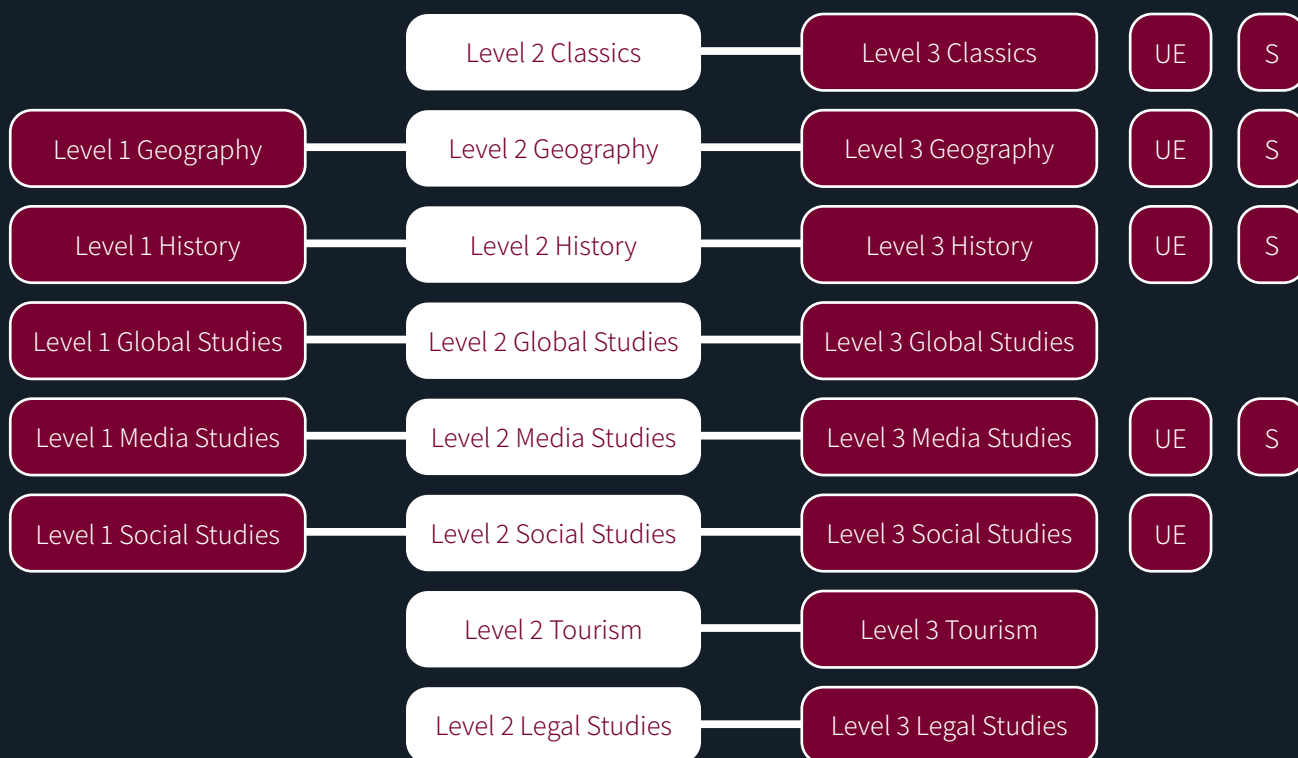 Level 2 Classics Level 3 Classics UE S
Level 1 Geography Level 2 Geography Level 3 Geography UE S
Level 1 History Level 2 History Level 3 History UE S
Level 1 Global Studies Level 2 Global Studies Level 3 Global Studies
Level 1 Media Studies Level 2 Media Studies Level 3 Media Studies UE S
Level 1 Social Studies Level 2 Social Studies Level 3 Social Studies UE
Level 2 Tourism Level 3 Tourism
Level 2 Legal Studies Level 3 Legal Studies